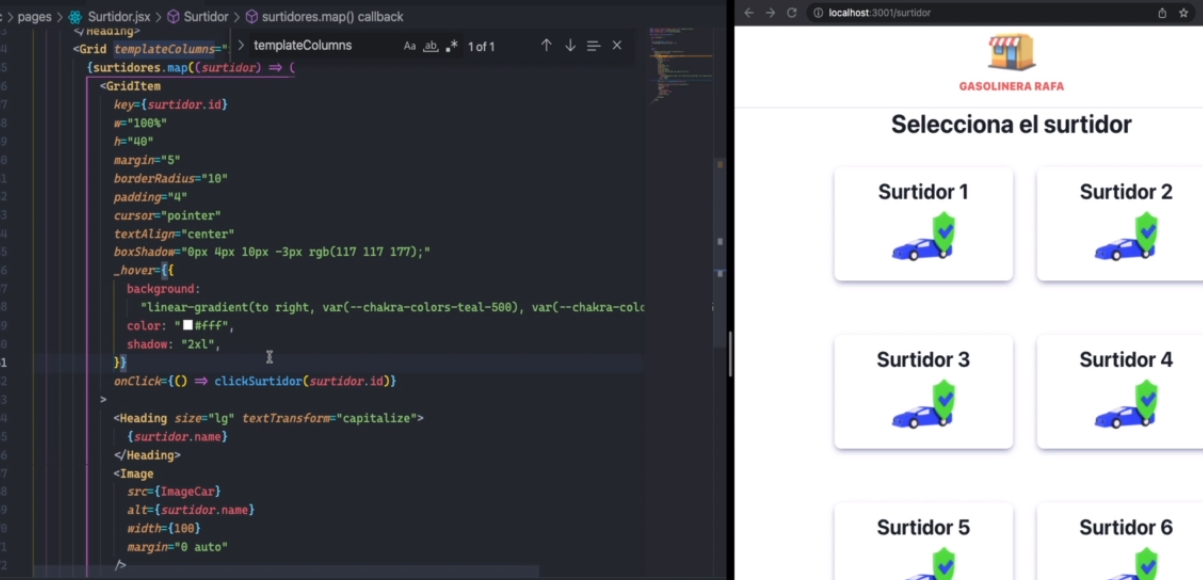 pages > Surtidor.jsx > Surtidor > surtidores.map() callback
</Heading>
<Grid templateColumns="
templateColumns
Aa ab .* 1 of 1
{surtidores.map((surtidor) => (
<GridItem
key={surtidor.id}
w="100%"
h="40"
margin="5"
borderRadius="10"
padding="4"
cursor="pointer"
textAlign="center"
boxShadow="0px 4px 10px -3px rgb(117 117 177);"
_hover={{
background:
"linear-gradient(to right, var(--chakra-colors-teal-500), var(--chakra-colo
color: "#fff",
shadow: "2xl",
}}
onClick={() => clickSurtidor(surtidor.id)}
>
<Heading size="lg" textTransform="capitalize">
{surtidor.name}
</Heading>
<Image
src={ImageCar}
alt={surtidor.name}
width={100}
margin="0 auto"
/>
localhost:3001/surtidor
GASOLINERA RAFA
Selecciona el surtidor
Surtidor 1
Surtidor 2
Surtidor 3
Surtidor 4
Surtidor 5
Surtidor 6